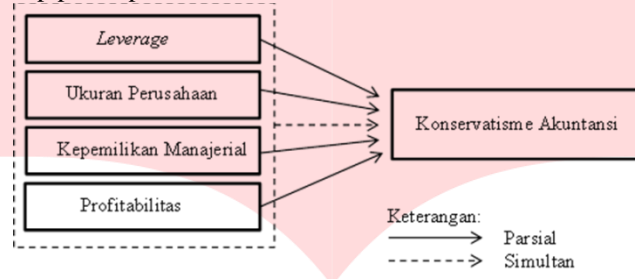 Leverage
Ukuran Perusahaan
Kepemilikan Manajerial
Profitabilitas
Konservatisme Akuntansi
Keterangan:
Parsial
Simultan